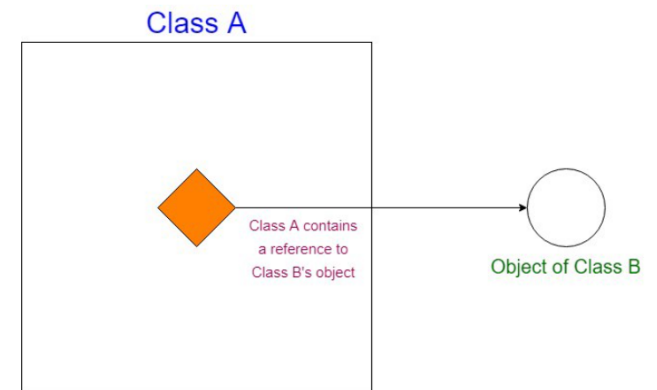 Class A
Class A contains
a reference to
Class B's object
Object of Class B